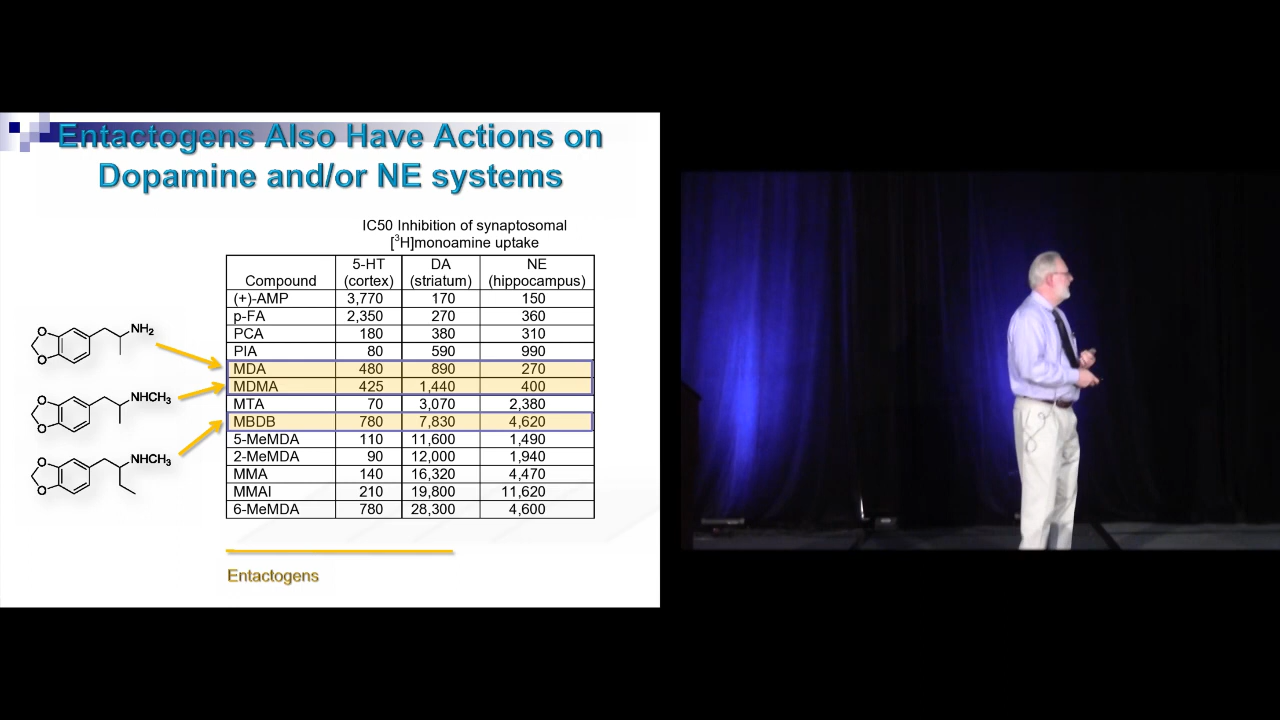 Entactogens Also Have Actions on
Dopamine and/or NE systems
IC50 Inhibition of synaptosomal
[³H]monoamine uptake
Compound 5-HT (cortex) DA (striatum) NE (hippocampus)
(+)-AMP 3,770 170 150
p-FA 2,350 270 360
PCA 180 380 310
PIA 80 590 990
MDA 480 890 270
MDMA 425 1,440 400
MTA 70 3,070 2,380
MBDB 780 7,830 4,620
5-MeMDA 110 11,600 1,490
2-MeMDA 90 12,000 1,940
MMA 140 16,320 4,470
MMAI 210 19,800 11,620
6-MeMDA 780 28,300 4,600
O
O
NH₂
O
O
NHCH₃
O
O
NHCH₃
Entactogens